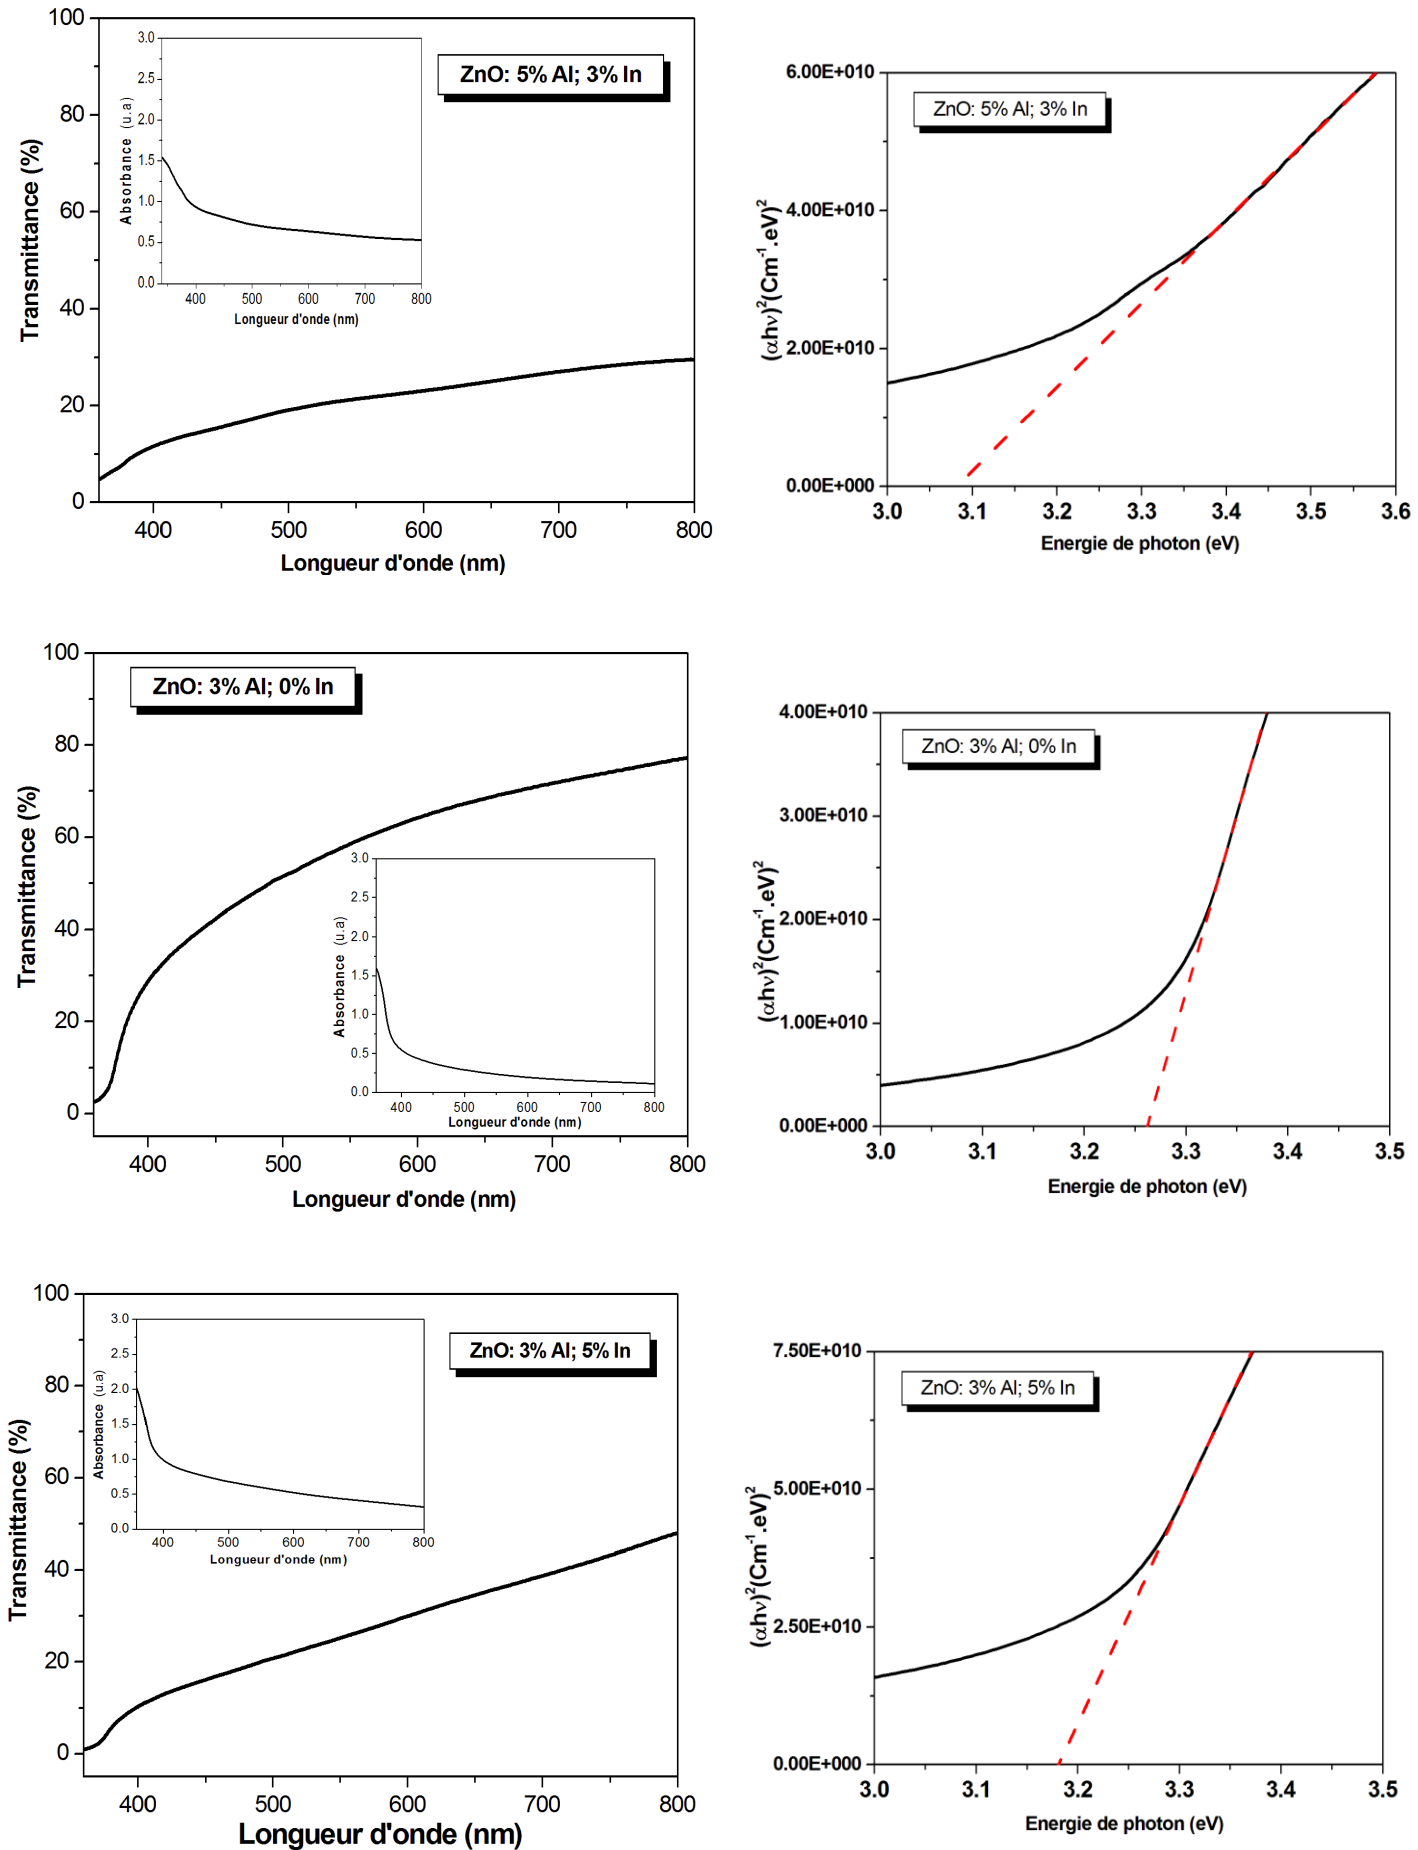 Transmittance (%)
100
80
60
40
20
0
400
500
600
700
800
Longueur d'onde (nm)
ZnO: 5% Al; 3% In
Absorbance (u.a)
3.0
2.5
2.0
1.5
1.0
0.5
0.0
400
500
600
700
800
Longueur d'onde (nm)
(αhν)²(Cm⁻¹.eV)²
6.00E+010
4.00E+010
2.00E+010
0.00E+000
3.0
3.1
3.2
3.3
3.4
3.5
3.6
Energie de photon (eV)
ZnO: 5% Al; 3% In
Transmittance (%)
100
80
60
40
20
0
400
500
600
700
800
Longueur d'onde (nm)
ZnO: 3% Al; 0% In
Absorbance (u.a)
3.0
2.5
2.0
1.5
1.0
0.5
0.0
400
500
600
700
800
Longueur d'onde (nm)
(αhν)²(Cm⁻¹.eV)²
4.00E+010
3.00E+010
2.00E+010
1.00E+010
0.00E+000
3.0
3.1
3.2
3.3
3.4
3.5
Energie de photon (eV)
ZnO: 3% Al; 0% In
Transmittance (%)
100
80
60
40
20
0
400
500
600
700
800
Longueur d'onde (nm)
ZnO: 3% Al; 5% In
Absorbance (u.a)
3.0
2.5
2.0
1.5
1.0
0.5
0.0
400
500
600
700
800
Longueur d'onde (nm)
(αhν)²(Cm⁻¹.eV)²
7.50E+010
5.00E+010
2.50E+010
0.00E+000
3.0
3.1
3.2
3.3
3.4
3.5
Energie de photon (eV)
ZnO: 3% Al; 5% In